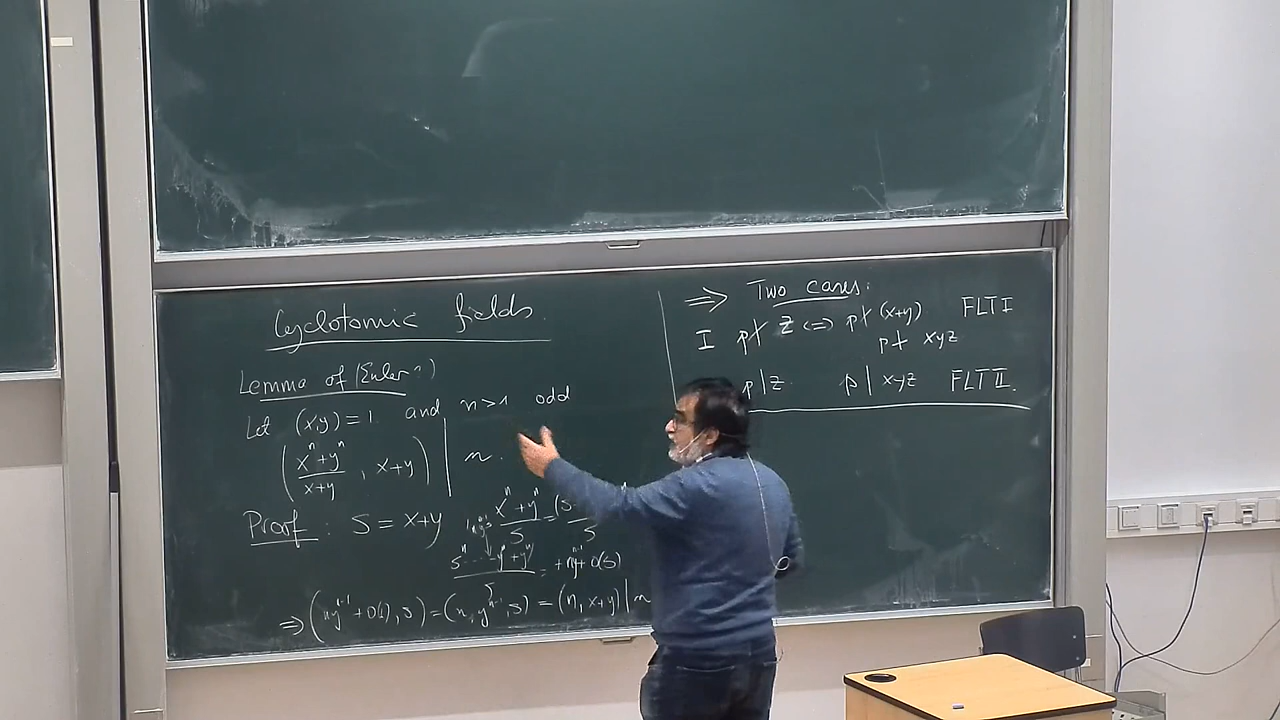 Cyclotomic fields.
Lemma of (Euler)
Let (x,y)=1 and n>1 odd
(x^n+y^n / x+y , x+y) | n.
Proof: s = x+y
x^n+y^n / s = (s
s^n ... -y^n+y^n / s = +ny^{n-1}+O(s)
⇒ (ny^{n-1}+O(s), s) = (n, y^{n-1}, s) = (n, x+y) | n
⇒ Two cases:
I p∤z ⇔ p∤(x+y) FLT I
p∤ xyz
p|z. p | xyz FLT II.